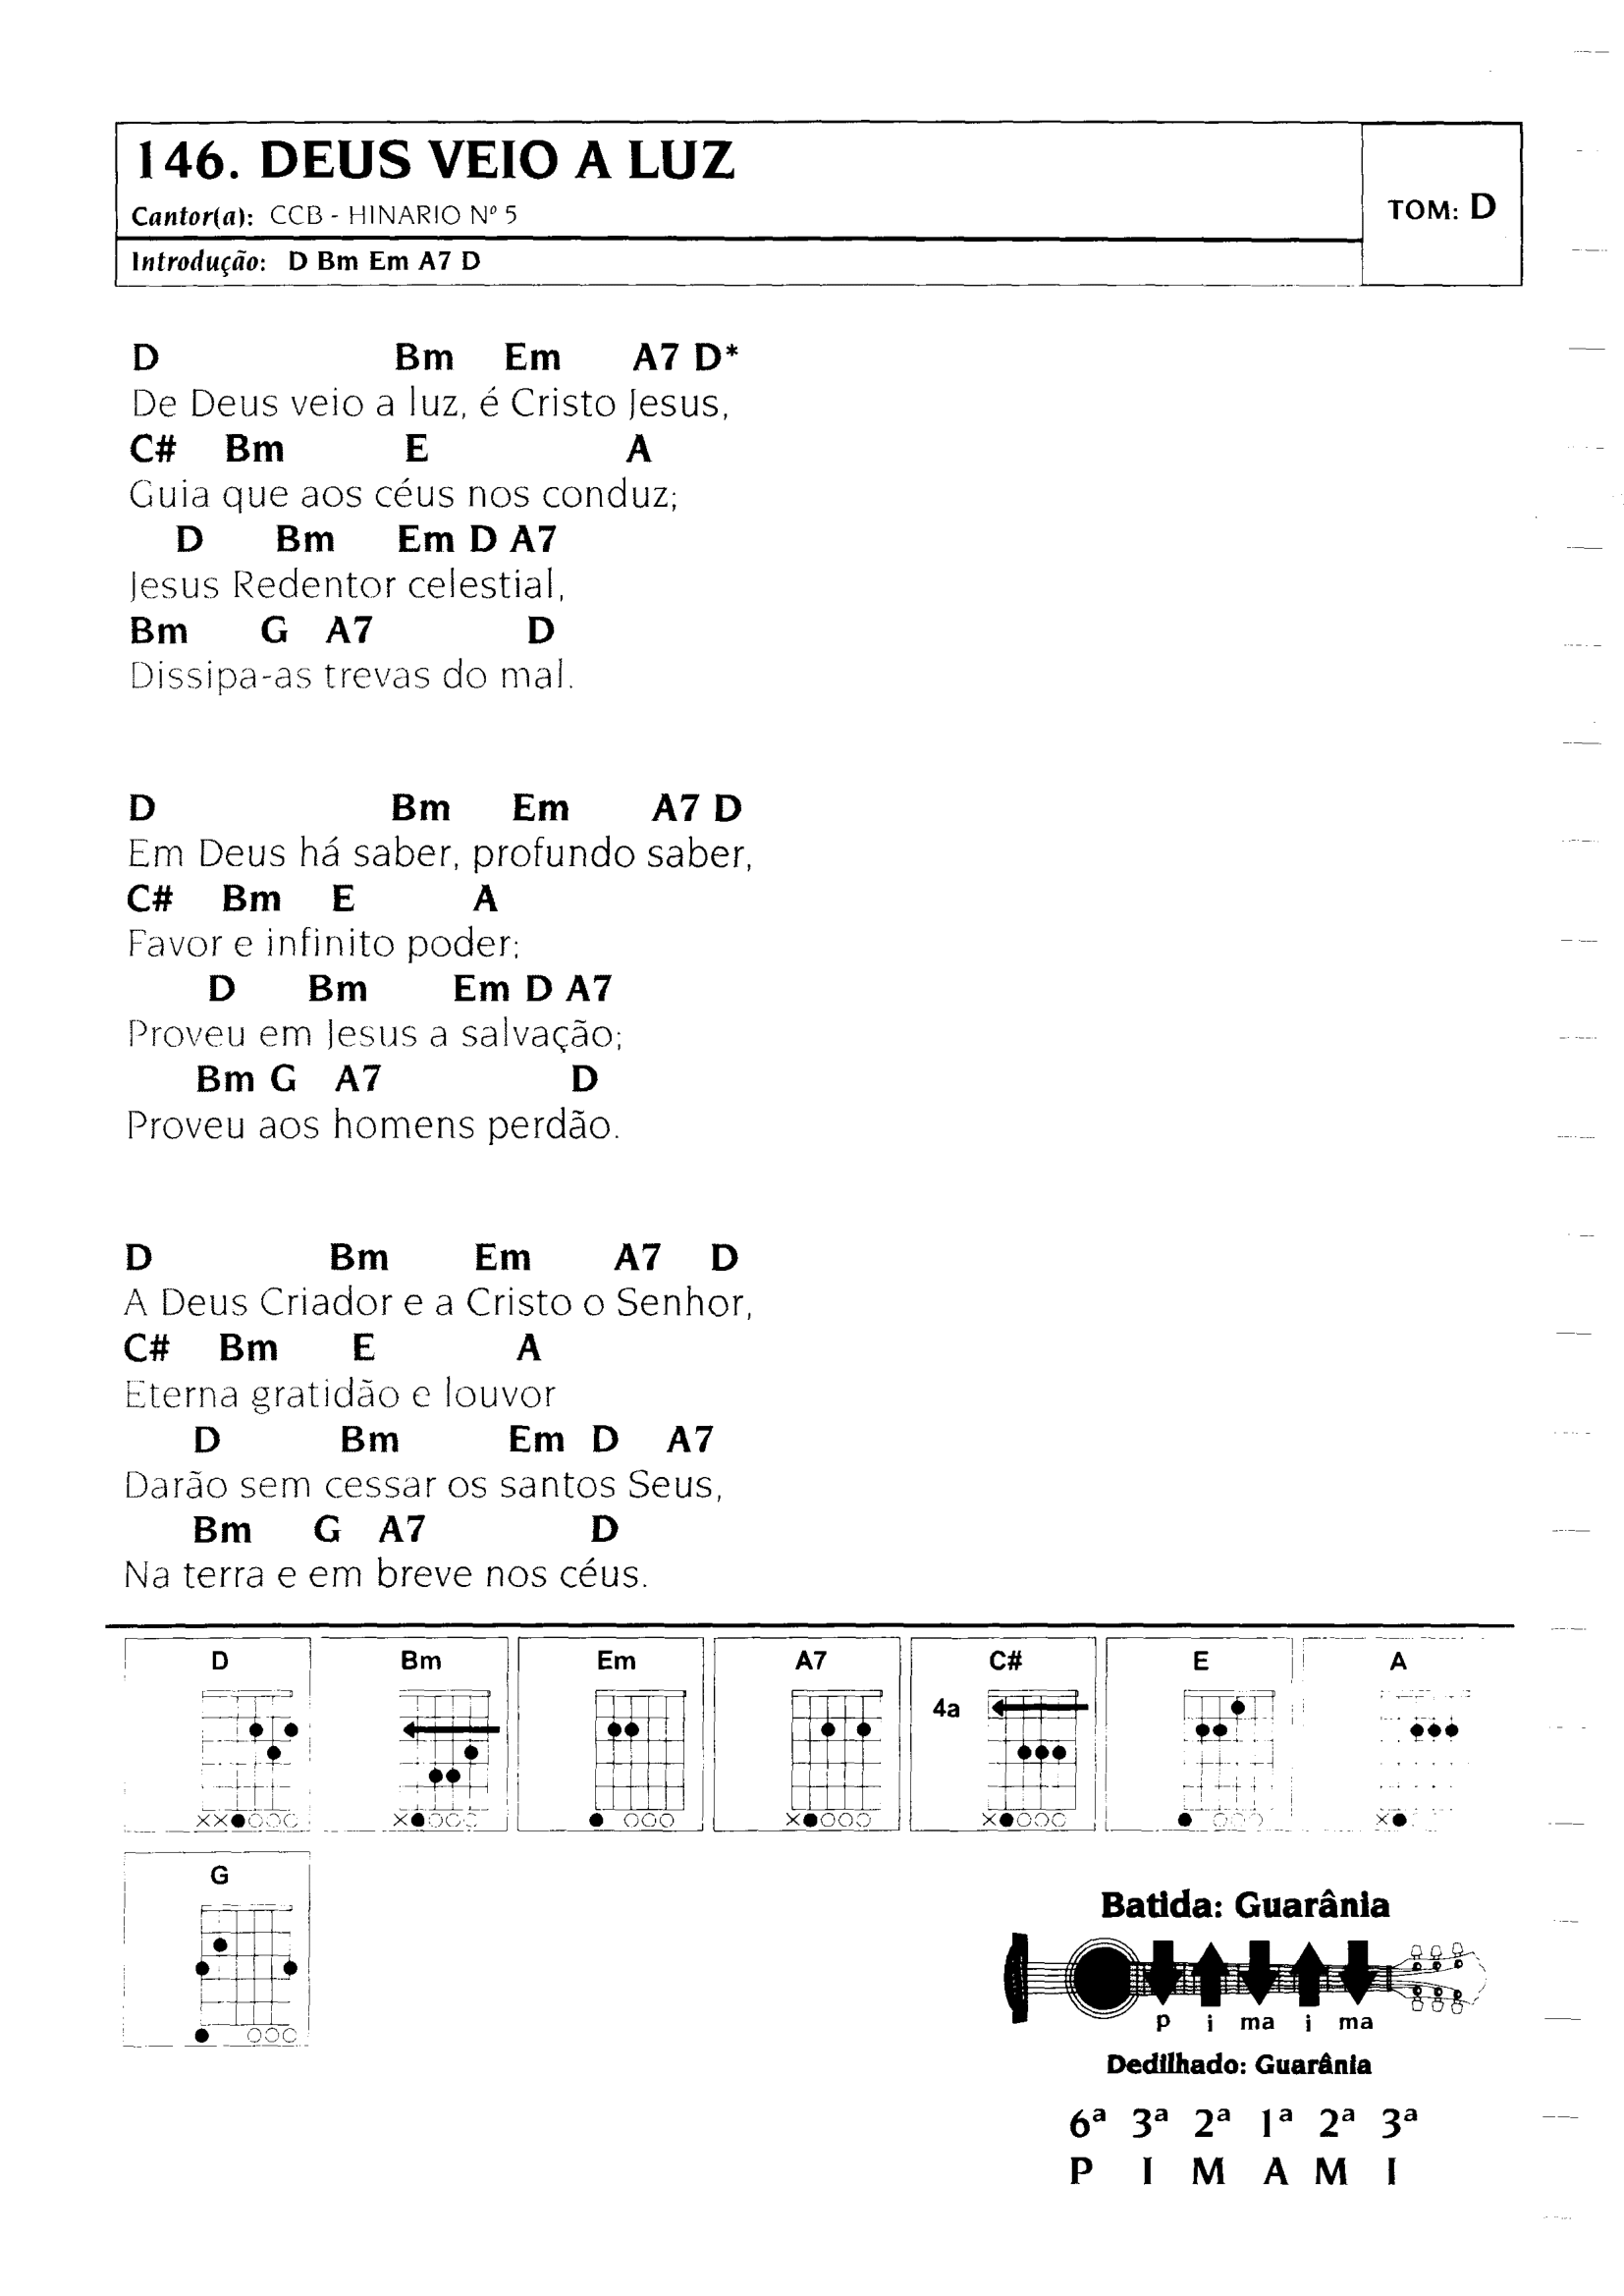 146. DEUS VEIO A LUZ
Cantor(a): CCB - HINARIO Nº 5
TOM: D
Introdução: D Bm Em A7 D
D Bm Em A7 D*
De Deus veio a luz, é Cristo Jesus,
C# Bm E A
Guia que aos céus nos conduz;
D Bm Em D A7
Jesus Redentor celestial,
Bm G A7 D
Dissipa-as trevas do mal.
D Bm Em A7 D
Em Deus há saber, profundo saber,
C# Bm E A
Favor e infinito poder;
D Bm Em D A7
Proveu em Jesus a salvação;
Bm G A7 D
Proveu aos homens perdão.
D Bm Em A7 D
A Deus Criador e a Cristo o Senhor,
C# Bm E A
Eterna gratidão e louvor
D Bm Em D A7
Darão sem cessar os santos Seus,
Bm G A7 D
Na terra e em breve nos céus.
D Bm Em A7 C# E A
4a
G
Batida: Guarânia
p i ma i ma
Dedilhado: Guarânia
6ª 3ª 2ª 1ª 2ª 3ª
P I M A M I